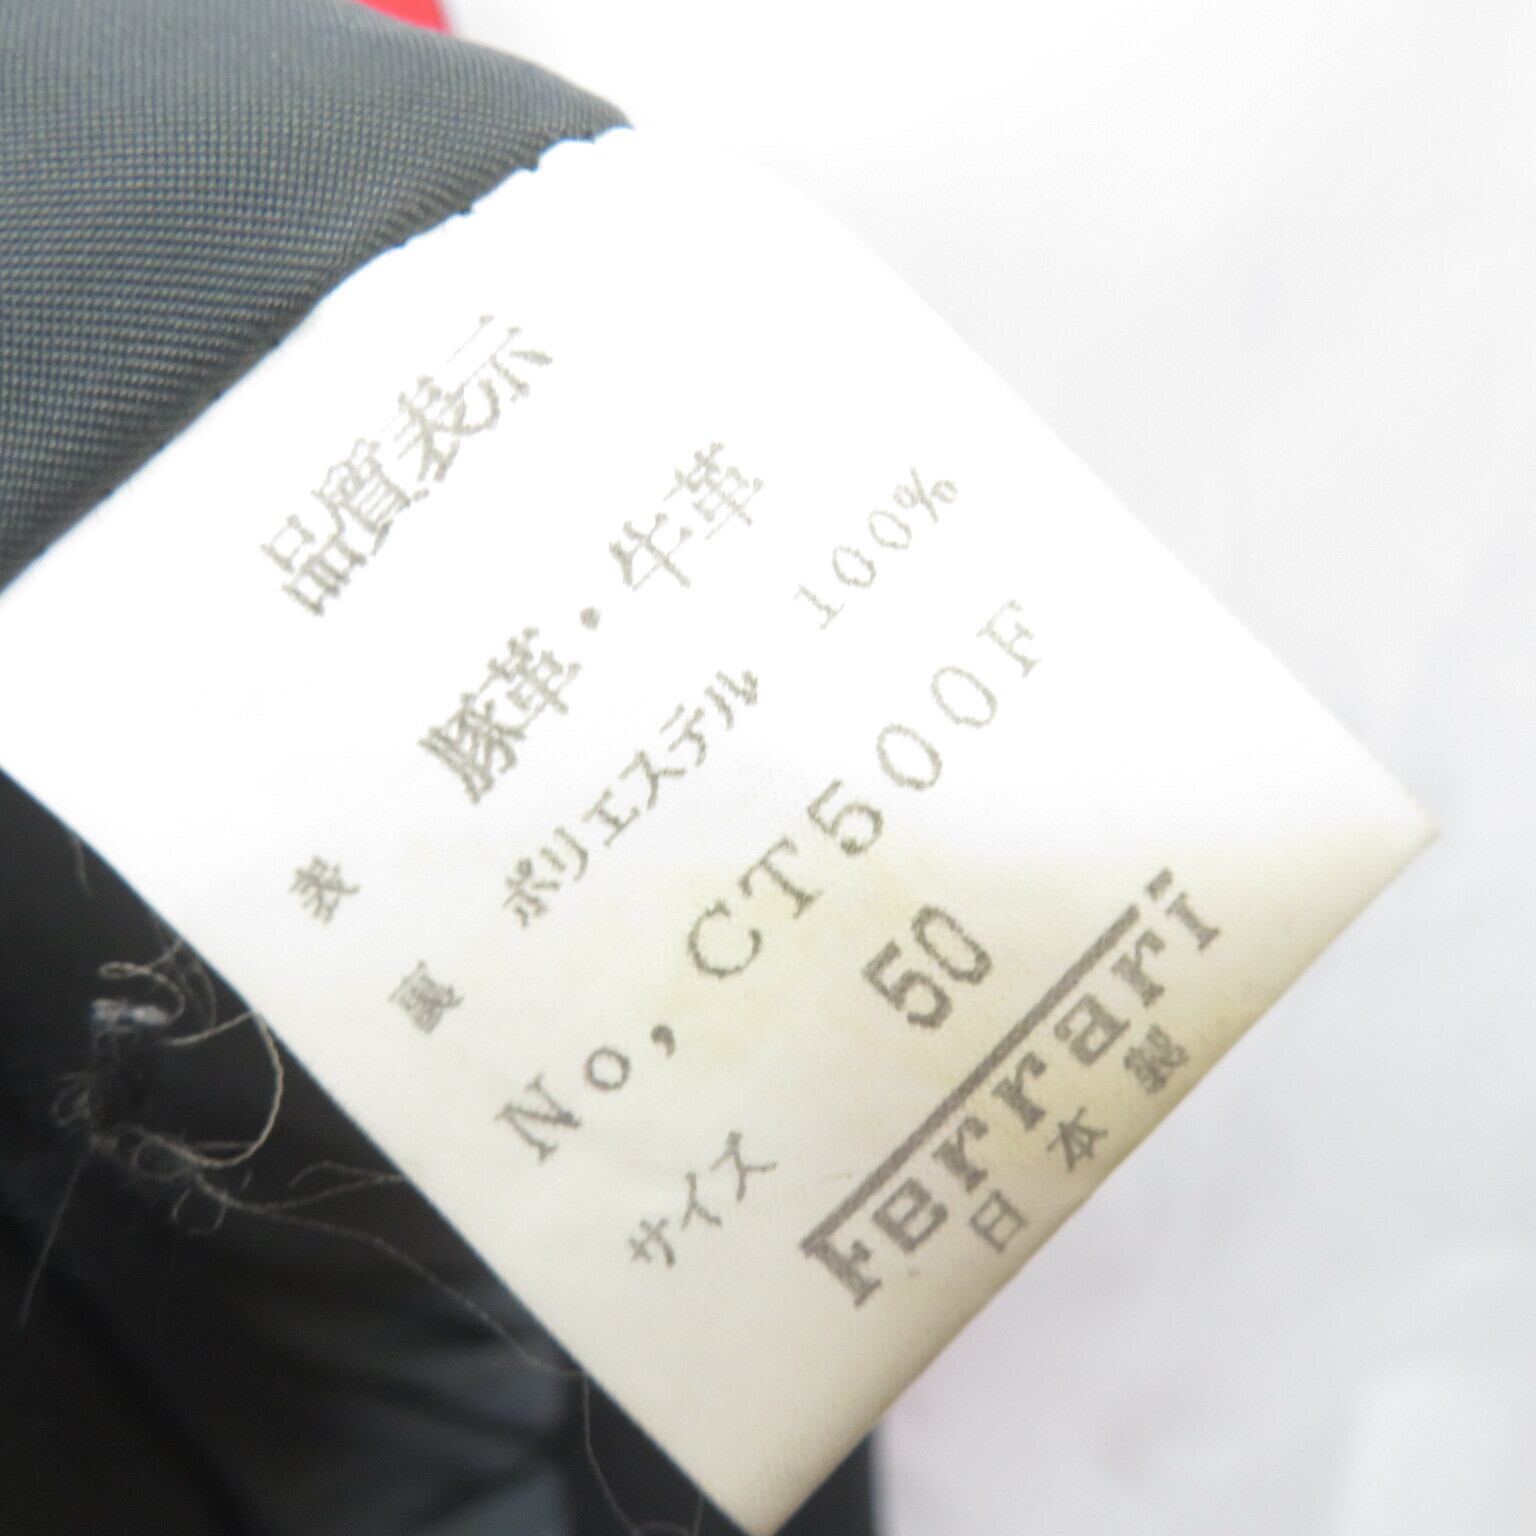 品質表示
表 豚革・牛革
裏 ポリエステル 100%
No, CT500F
サイズ 50
Ferrari
日本製